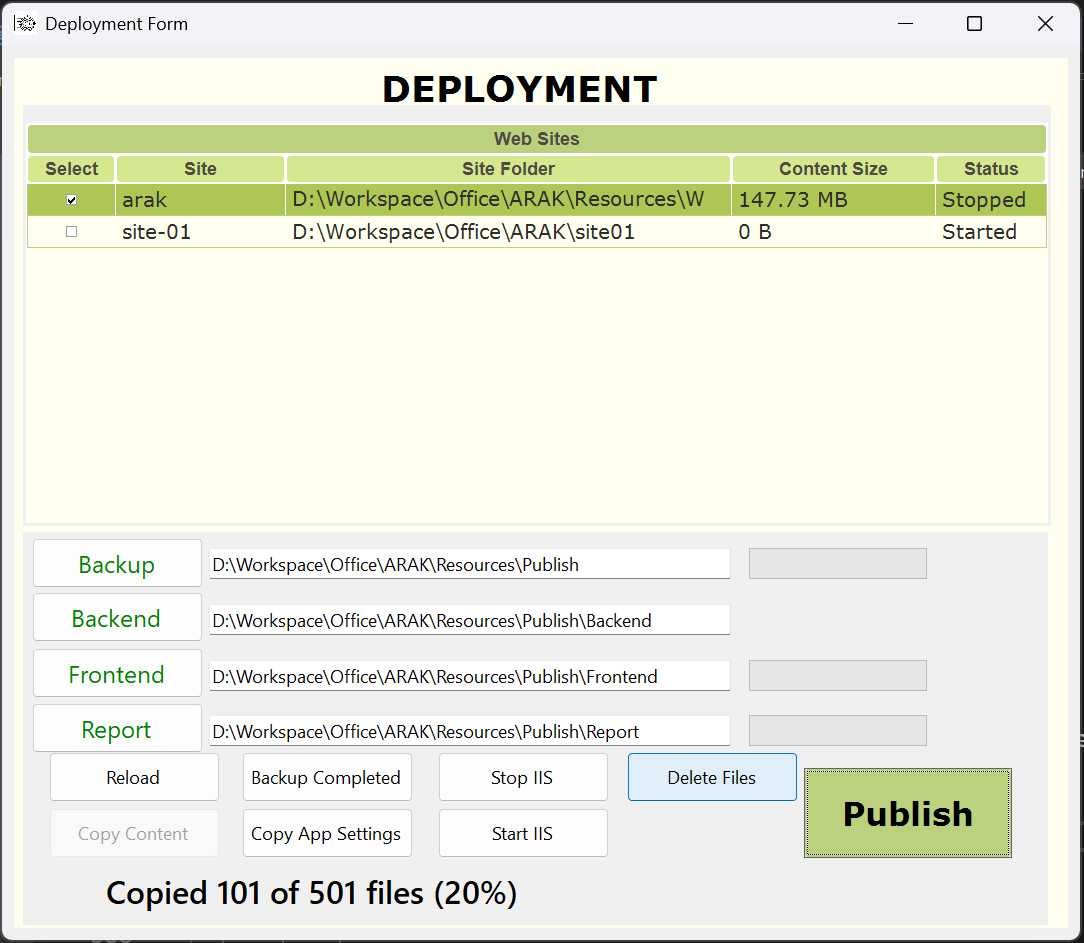 Deployment Form
DEPLOYMENT
Web Sites
Select Site Site Folder Content Size Status
arak D:\Workspace\Office\ARAK\Resources\W 147.73 MB Stopped
site-01 D:\Workspace\Office\ARAK\site01 0 B Started
Backup D:\Workspace\Office\ARAK\Resources\Publish
Backend D:\Workspace\Office\ARAK\Resources\Publish\Backend
Frontend D:\Workspace\Office\ARAK\Resources\Publish\Frontend
Report D:\Workspace\Office\ARAK\Resources\Publish\Report
Reload Backup Completed Stop IIS Delete Files
Publish
Copy Content Copy App Settings Start IIS
Copied 101 of 501 files (20%)